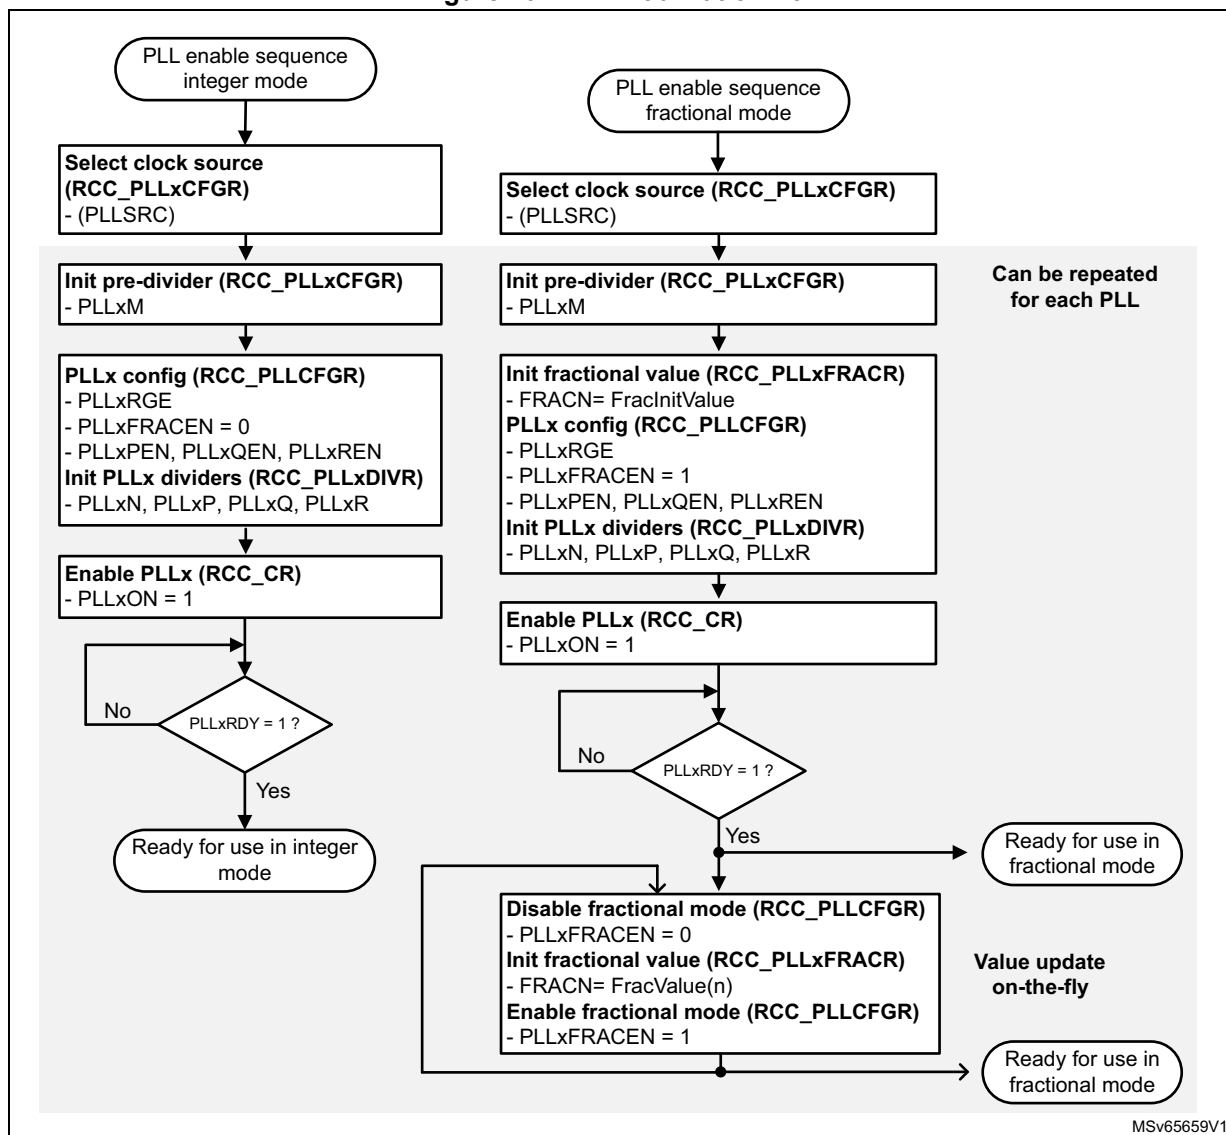 PLL enable sequence
integer mode
Select clock source
(RCC_PLLxCFGR)
- (PLLSRC)
Init pre-divider (RCC_PLLxCFGR)
- PLLxM
PLLx config (RCC_PLLCFGR)
- PLLxRGE
- PLLxFRACEN = 0
- PLLxPEN, PLLxQEN, PLLxREN
Init PLLx dividers (RCC_PLLxDIVR)
- PLLxN, PLLxP, PLLxQ, PLLxR
Enable PLLx (RCC_CR)
- PLLxON = 1
No
PLLxRDY = 1 ?
Yes
Ready for use in integer
mode
PLL enable sequence
fractional mode
Select clock source (RCC_PLLxCFGR)
- (PLLSRC)
Init pre-divider (RCC_PLLxCFGR)
- PLLxM
Can be repeated
for each PLL
Init fractional value (RCC_PLLxFRACR)
- FRACN= FracInitValue
PLLx config (RCC_PLLCFGR)
- PLLxRGE
- PLLxFRACEN = 1
- PLLxPEN, PLLxQEN, PLLxREN
Init PLLx dividers (RCC_PLLxDIVR)
- PLLxN, PLLxP, PLLxQ, PLLxR
Enable PLLx (RCC_CR)
- PLLxON = 1
No
PLLxRDY = 1 ?
Yes
Ready for use in
fractional mode
Disable fractional mode (RCC_PLLCFGR)
- PLLxFRACEN = 0
Init fractional value (RCC_PLLxFRACR)
- FRACN= FracValue(n)
Enable fractional mode (RCC_PLLCFGR)
- PLLxFRACEN = 1
Value update
on-the-fly
Ready for use in
fractional mode
MSv65659V1